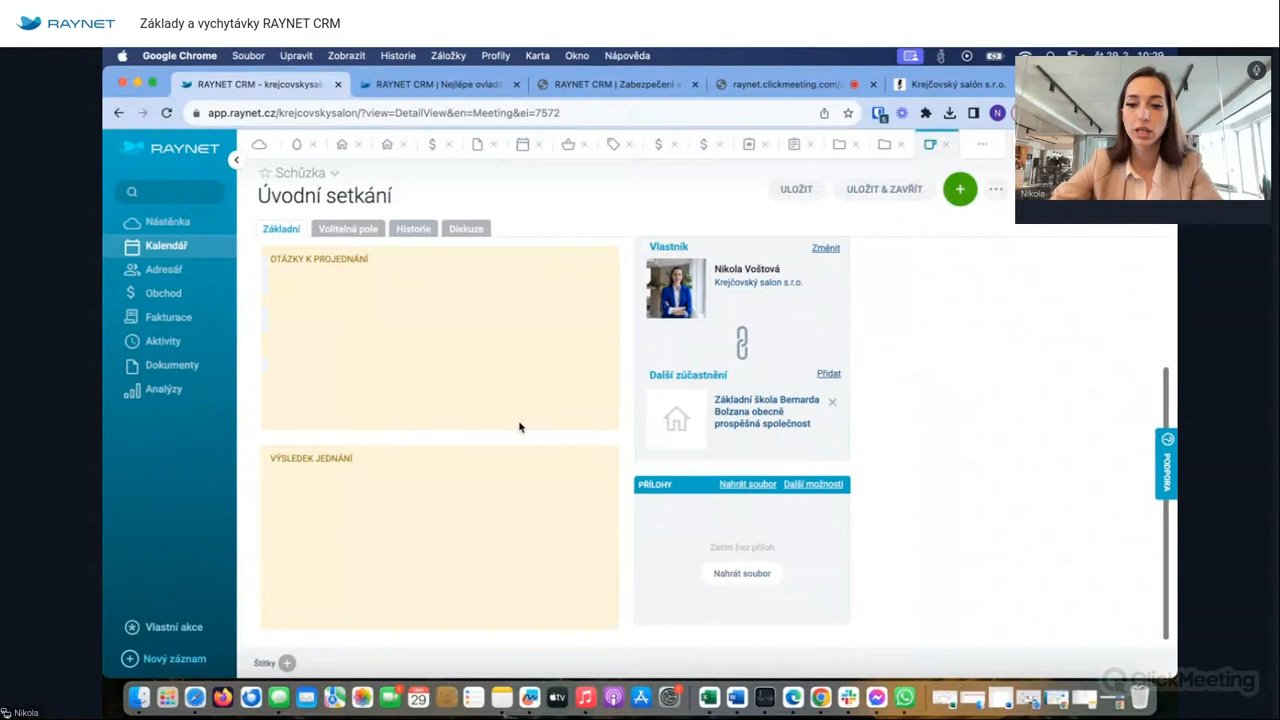 RAYNET
Základy a vychytávky RAYNET CRM
Google Chrome Soubor Upravit Zobrazit Historie Záložky Profily Karta Okno Nápověda
RAYNET CRM - krejcovskysal
RAYNET CRM | Nejlépe ovláda
RAYNET CRM | Zabezpečení
raynet.clickmeeting.com/
Krejčovský salón s.r.o.
app.raynet.cz/krejcovskysalon/?view=DetailView&en=Meeting&ei=7572
N
Nikola
RAYNET
Nástěnka
Kalendář
Adresář
Obchod
Fakturace
Aktivity
Dokumenty
Analýzy
Vlastní akce
Nový záznam
Schůzka
Úvodní setkání
ULOŽIT
ULOŽIT & ZAVŘÍT
Základní Volitelná pole Historie Diskuze
OTÁZKY K PROJEDNÁNÍ
VÝSLEDEK JEDNÁNÍ
Vlastník Změnit
Nikola Voštová
Krejčovský salon s.r.o.
Další zúčastnění Přidat
Základní škola Bernarda
Bolzana obecně
prospěšná společnost
PŘÍLOHY Nahrát soubor Další možnosti
Zatím bez příloh
Nahrát soubor
PODPORA
Štítky
29
ClickMeeting
Nikola